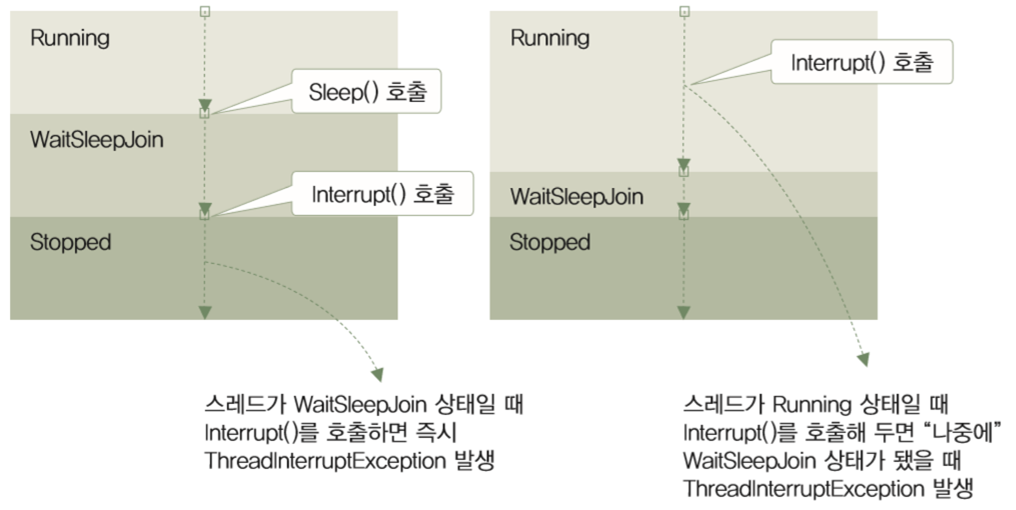 Running
Sleep() 호출
WaitSleepJoin
Interrupt() 호출
Stopped
스레드가 WaitSleepJoin 상태일 때
Interrupt()를 호출하면 즉시
ThreadInterruptException 발생
Running
Interrupt() 호출
WaitSleepJoin
Stopped
스레드가 Running 상태일 때
Interrupt()를 호출해 두면 “나중에”
WaitSleepJoin 상태가 됐을 때
ThreadInterruptException 발생